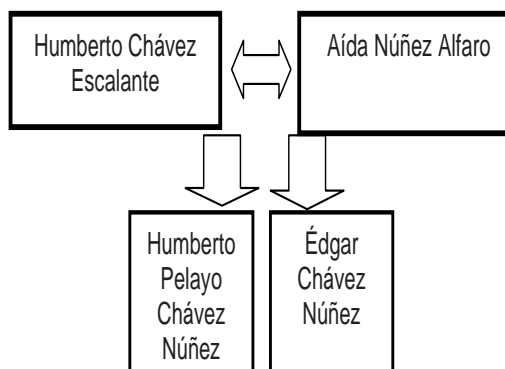 Humberto Chávez
Escalante
Aída Núñez Alfaro
Humberto
Pelayo
Chávez
Núñez
Édgar
Chávez
Núñez